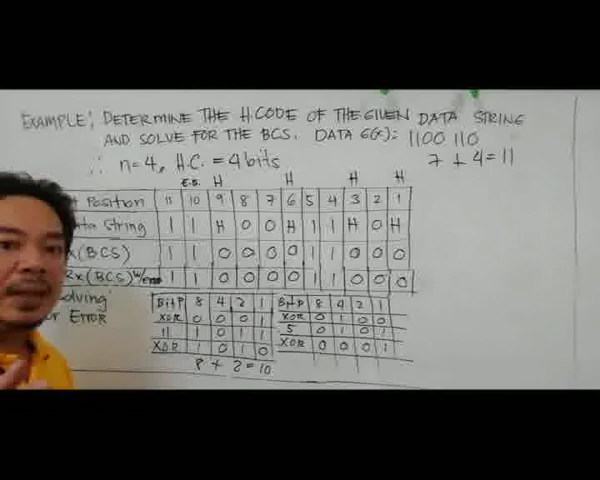 EXAMPLE: DETERMINE THE H.CODE OF THE GIVEN DATA STRING
AND SOLVE FOR THE BCS. DATA G(x): 1100 110
∴ n=4, H.C. = 4 bits 7 + 4 = 11
E.B. H H H H
Position 11 10 9 8 7 6 5 4 3 2 1
String 1 1 H 0 0 H 1 1 H 0 H
x(BCS) 1 1 0 0 0 0 1 1 0 0 0
Rx(BCS) W/Error 1 1 0 0 0 0 1 1 0 0 0
Solving Bit P 8 4 2 1 Bit P 8 4 2 1
ERROR XOR 0 0 0 1 XOR 0 1 0 0
11 1 0 1 1 5 0 1 0 1
XOR 1 0 1 0 XOR 0 0 0 1
8 + 2 = 10